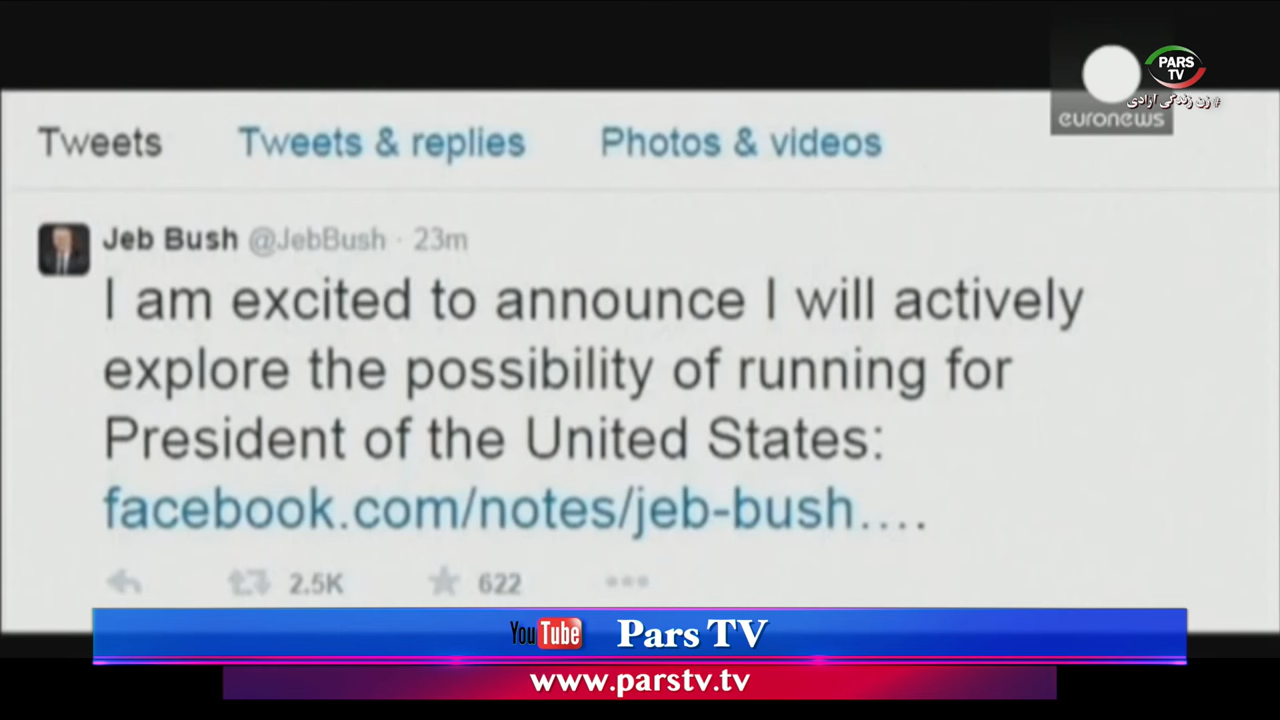 PARS
TV
# زن زندگی آزادی
euronews
Tweets Tweets & replies Photos & videos
Jeb Bush @JebBush · 23m
I am excited to announce I will actively
explore the possibility of running for
President of the United States:
facebook.com/notes/jeb-bush....
2.5K 622
YouTube Pars TV
www.parstv.tv